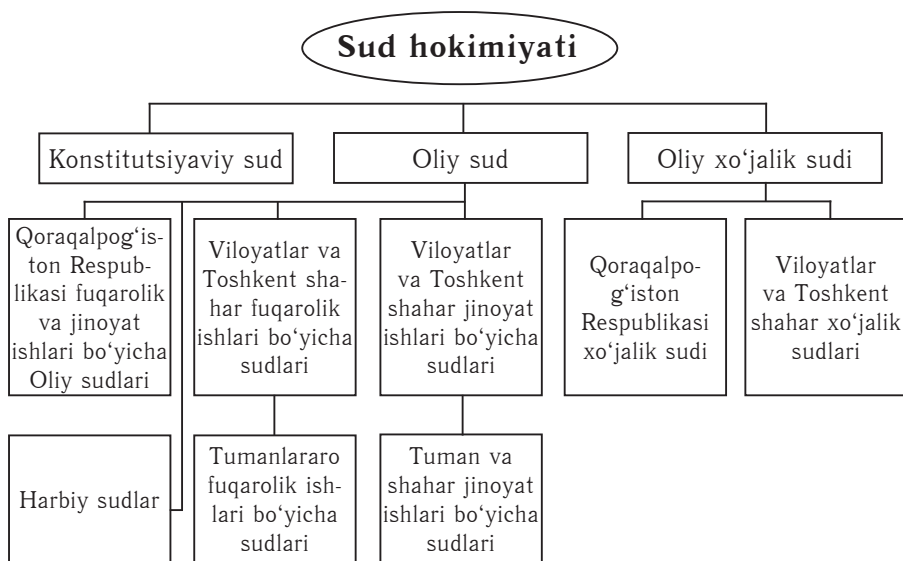 Sud hokimiyati
Konstitutsiyaviy sud
Oliy sud
Oliy xo‘jalik sudi
Qoraqalpog‘is-
ton Respub-
likasi fuqarolik
va jinoyat
ishlari bo‘yicha
Oliy sudlari
Viloyatlar va
Toshkent sha-
har fuqarolik
ishlari bo‘yicha
sudlari
Viloyatlar
va Toshkent
shahar jinoyat
ishlari bo‘yicha
sudlari
Qoraqalpo-
g‘iston
Respublikasi
xo‘jalik sudi
Viloyatlar
va Toshkent
shahar xo‘jalik
sudlari
Harbiy sudlar
Tumanlararo
fuqarolik ish-
lari bo‘yicha
sudlari
Tuman va
shahar jinoyat
ishlari bo‘yicha
sudlari